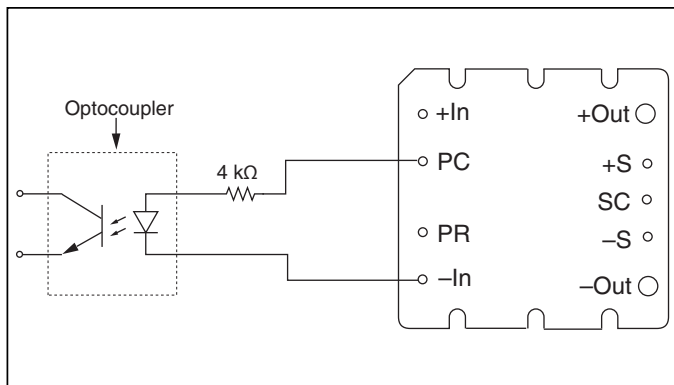 Optocoupler
4 kΩ
+In
PC
PR
–In
+Out
+S
SC
–S
–Out